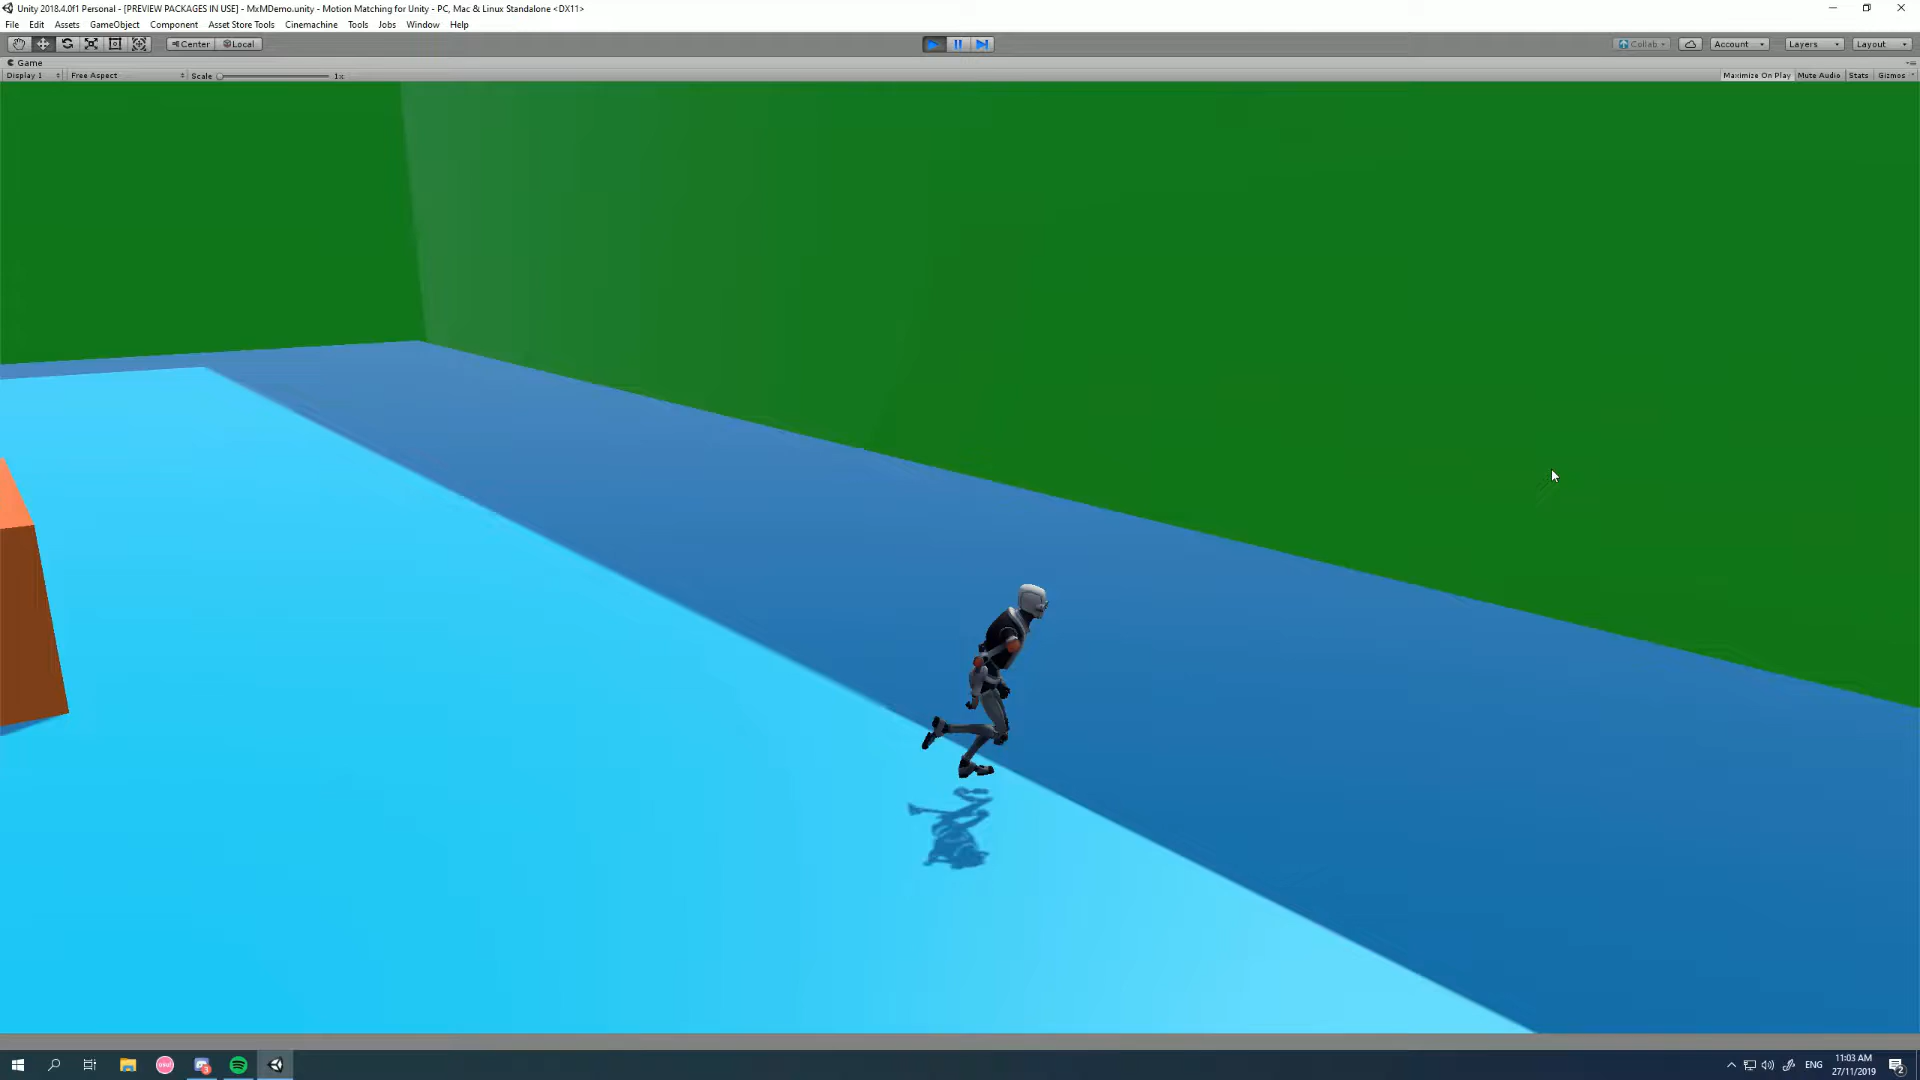 Unity 2018.4.0f1 Personal - [PREVIEW PACKAGES IN USE] - MxMDemo.unity - Motion Matching for Unity - PC, Mac & Linux Standalone <DX11>
File Edit Assets GameObject Component Asset Store Tools Cinemachine Tools Jobs Window Help
Center Local Collab Account Layers Layout
Game
Display 1 Free Aspect Scale 1x Maximize On Play Mute Audio Stats Gizmos
ENG
11:03 AM
27/11/2019